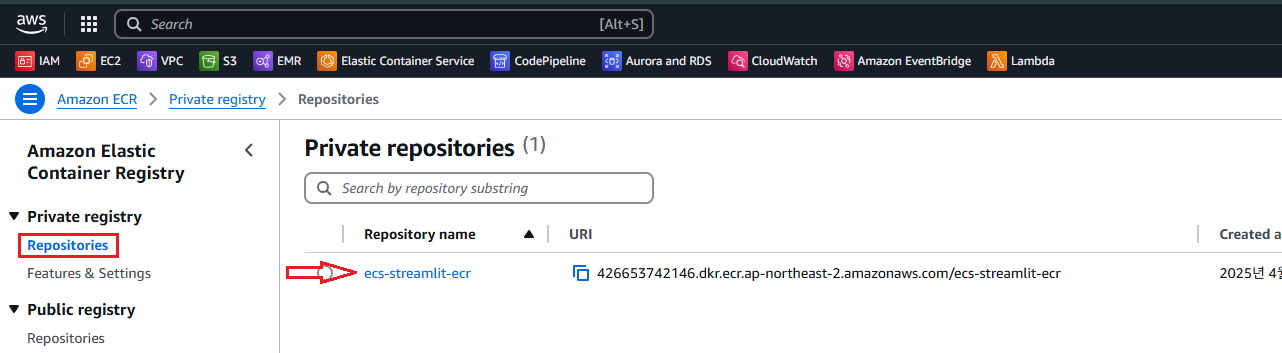 aws Search [Alt+S]
IAM EC2 VPC S3 EMR Elastic Container Service CodePipeline Aurora and RDS CloudWatch Amazon EventBridge Lambda
Amazon ECR Private registry Repositories
Amazon Elastic
Container Registry
Private registry
Repositories
Features & Settings
Public registry
Repositories
Private repositories (1)
Search by repository substring
Repository name URI Created a
ecs-streamlit-ecr 426653742146.dkr.ecr.ap-northeast-2.amazonaws.com/ecs-streamlit-ecr 2025년 4월